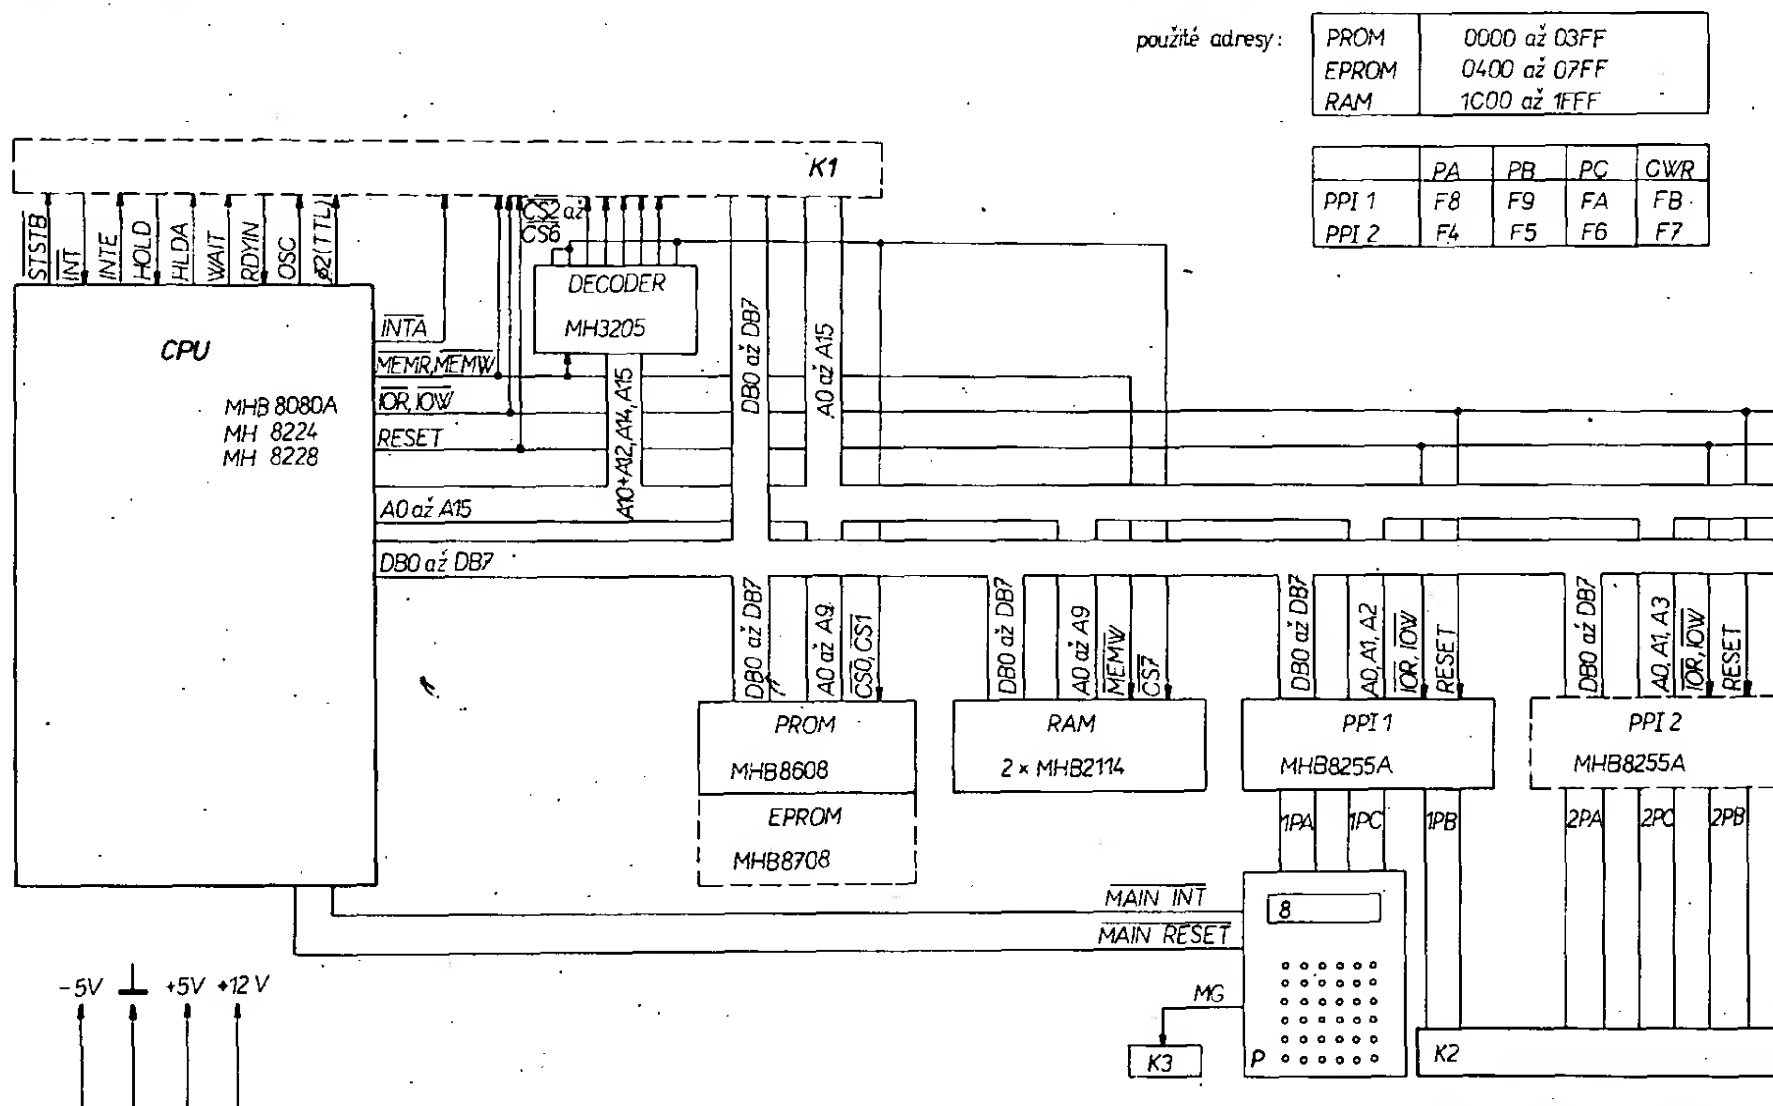 použité adresy:
PROM 0000 až 03FF
EPROM 0400 až 07FF
RAM 1C00 až 1FFF
PA PB PC CWR
PPI 1 F8 F9 FA FB
PPI 2 F4 F5 F6 F7
K1
STSTB
INT
INTE
HOLD
HLDA
WAIT
RDYIN
OSC
ø2(TTL)
CS2 až
CS6
DECODER
MH3205
CPU
MHB 8080A
MH 8224
MH 8228
INTA
MEMR, MEMW
IOR, IOW
RESET
A0 až A15
DB0 až DB7
A10÷A12, A14, A15
DB0 až DB7
A0 až A15
DB0 až DB7
A0 až A9
CS0, CS1
DB0 až DB7
A0 až A9
MEMW
CS7
DB0 až DB7
A0, A1, A2
IOR, IOW
RESET
DB0 až DB7
A0, A1, A3
IOR, IOW
RESET
PROM
MHB8608
EPROM
MHB8708
RAM
2 × MHB2114
PPI 1
MHB8255A
PPI 2
MHB8255A
1PA
1PC
1PB
2PA
2PC
2PB
MAIN INT
MAIN RESET
8
MG
K3
P
K2
-5V
+5V
+12V